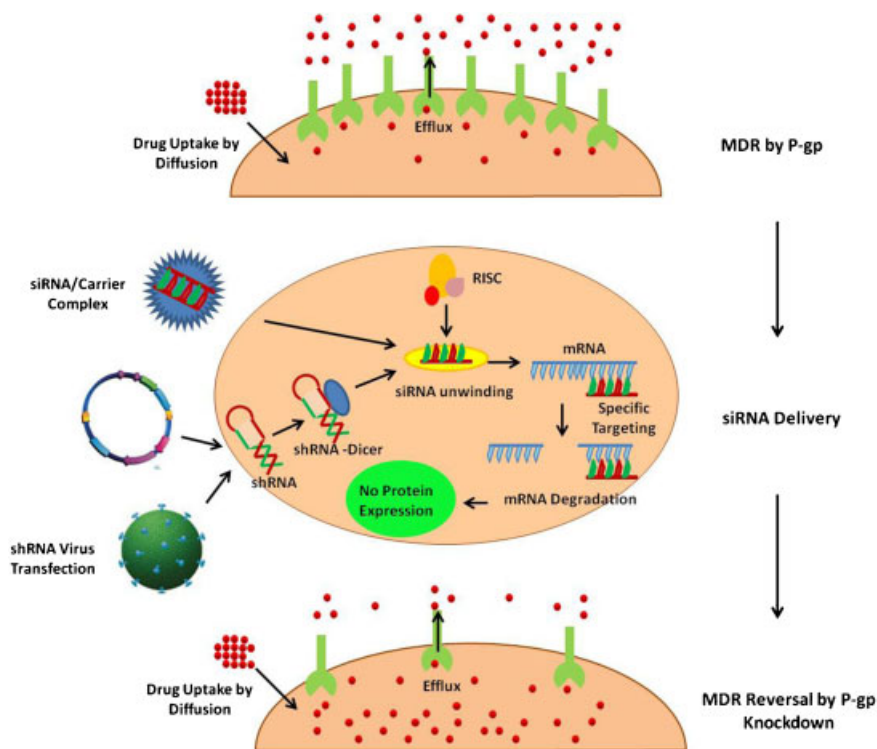 Drug Uptake by
Diffusion
Efflux
MDR by P-gp
siRNA/Carrier
Complex
RISC
siRNA unwinding
mRNA
Specific
Targeting
siRNA Delivery
shRNA -Dicer
shRNA
No Protein
Expression
mRNA Degradation
shRNA Virus
Transfection
Drug Uptake by
Diffusion
Efflux
MDR Reversal by P-gp
Knockdown